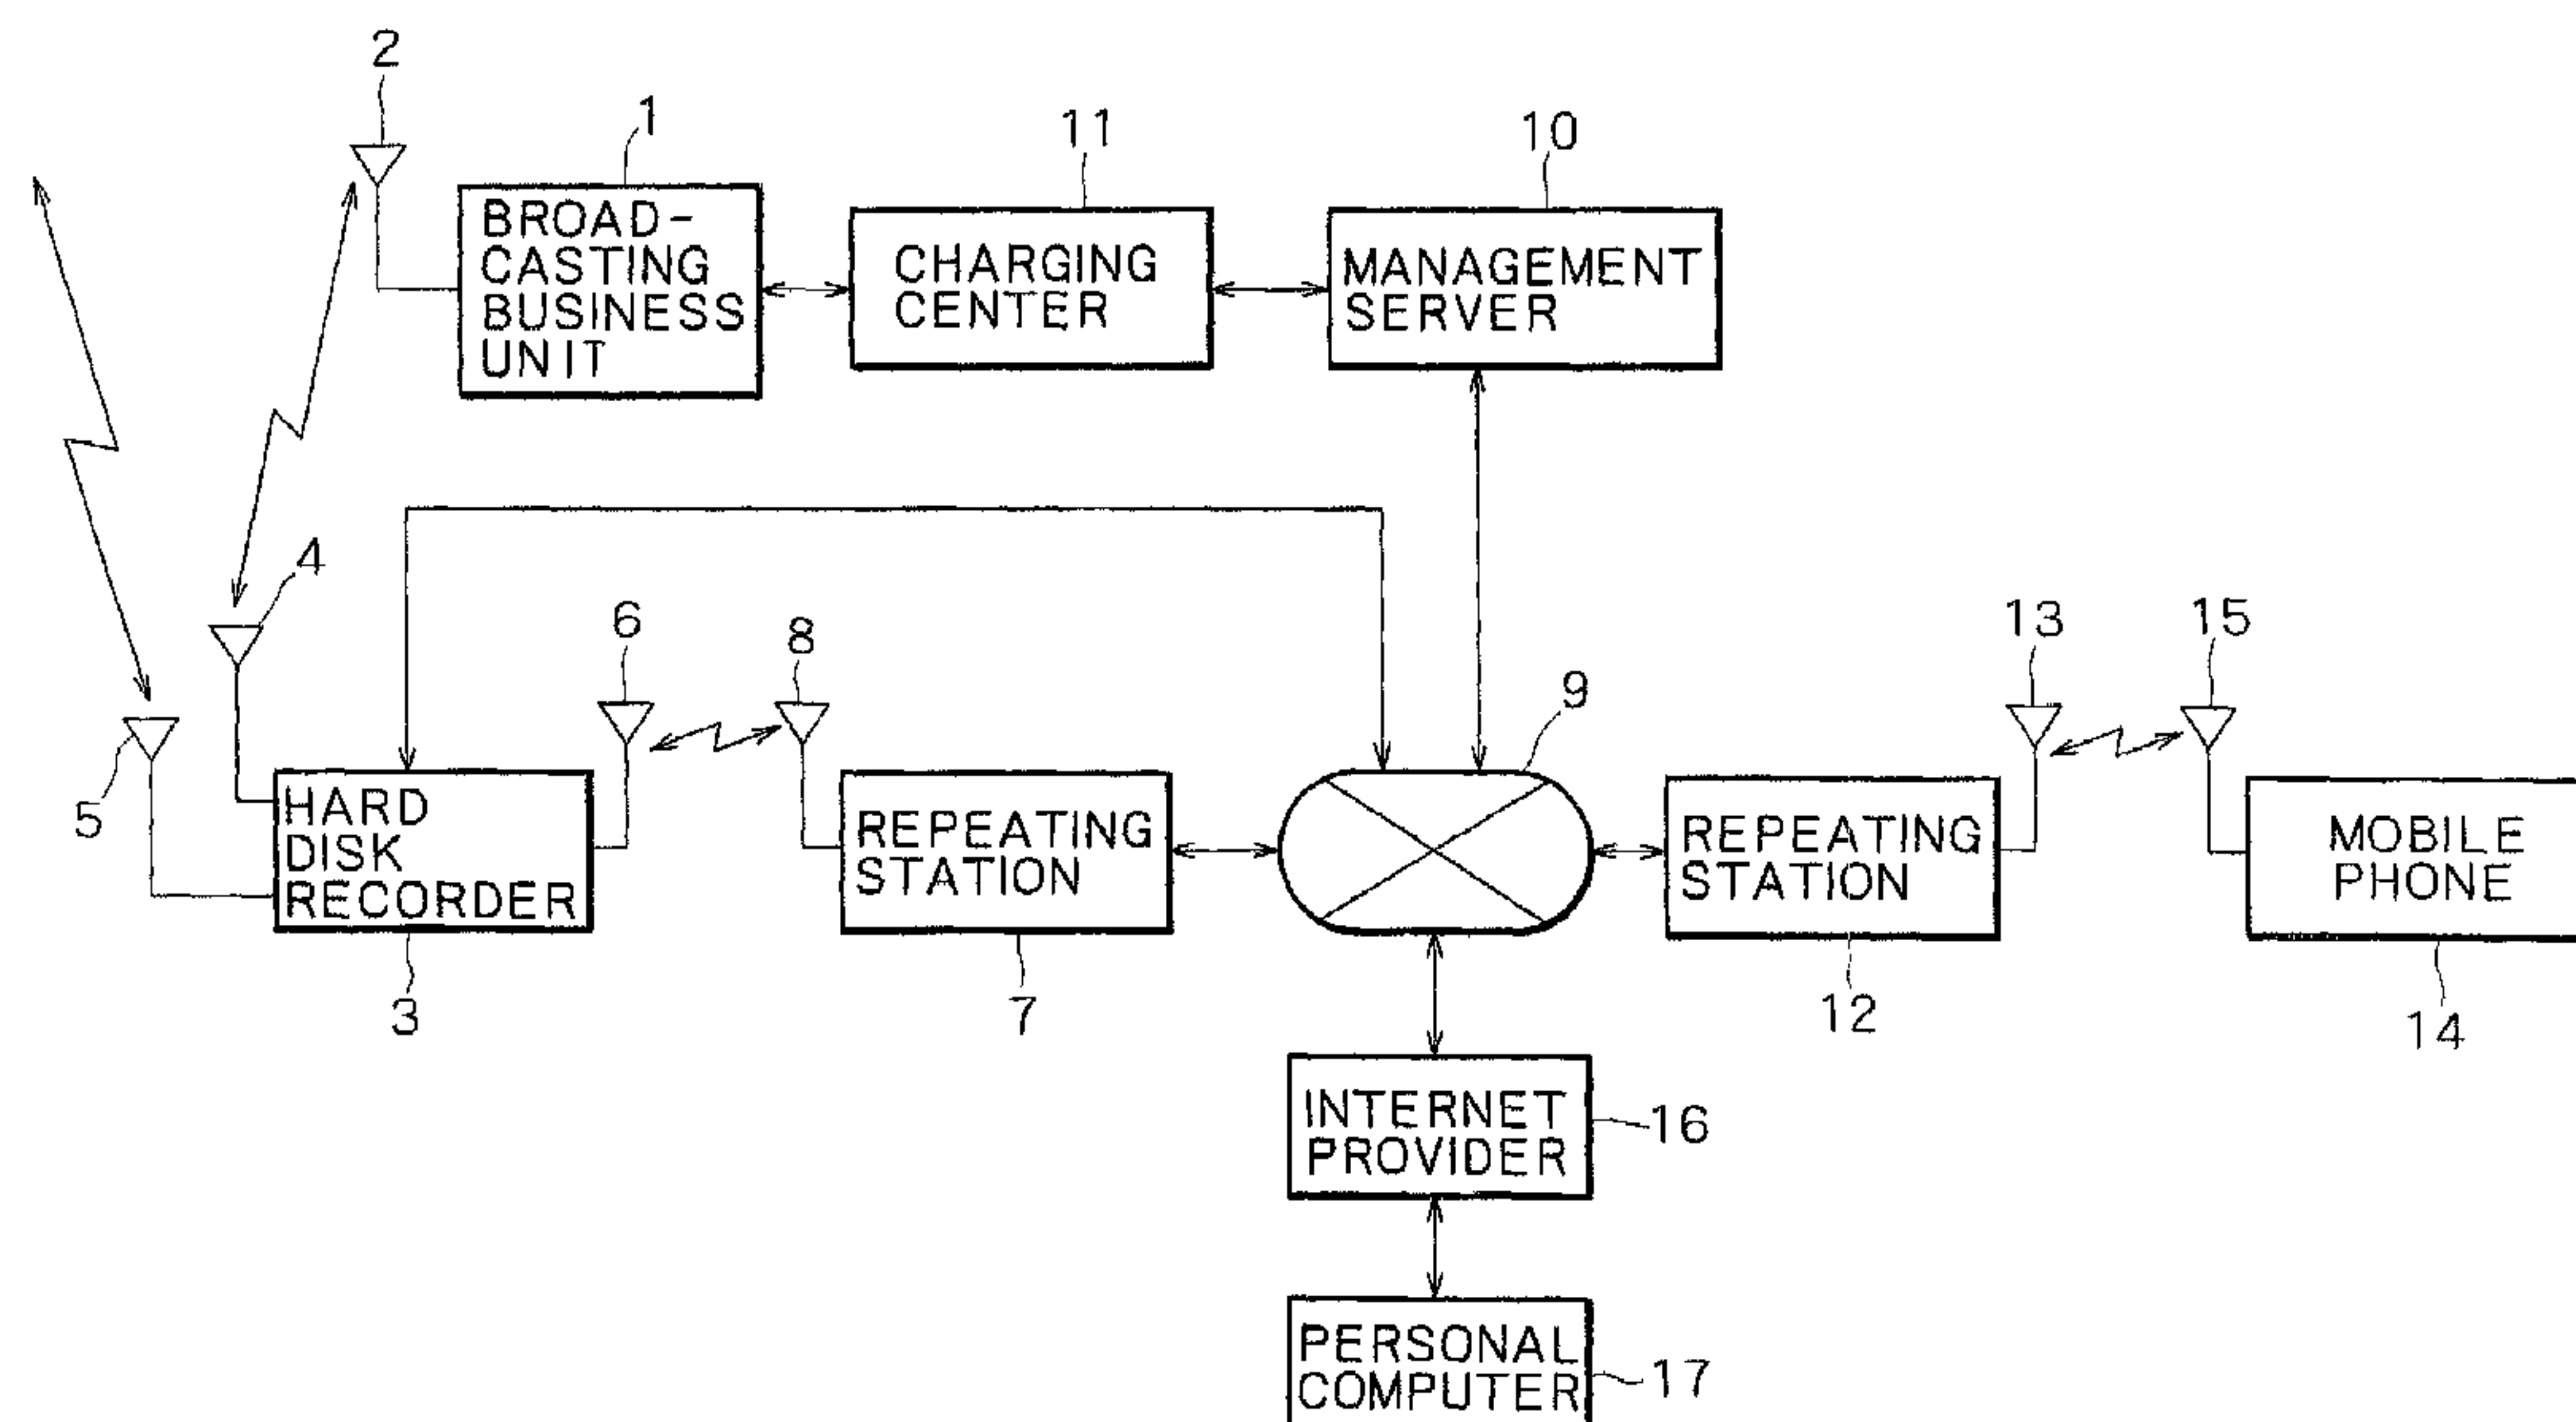 2
1
11
10
BROAD-
CASTING
BUSINESS
UNIT
CHARGING
CENTER
MANAGEMENT
SERVER
4
6
8
9
13
15
5
HARD
DISK
RECORDER
REPEATING
STATION
REPEATING
STATION
MOBILE
PHONE
3
7
12
14
INTERNET
PROVIDER
16
PERSONAL
COMPUTER
17